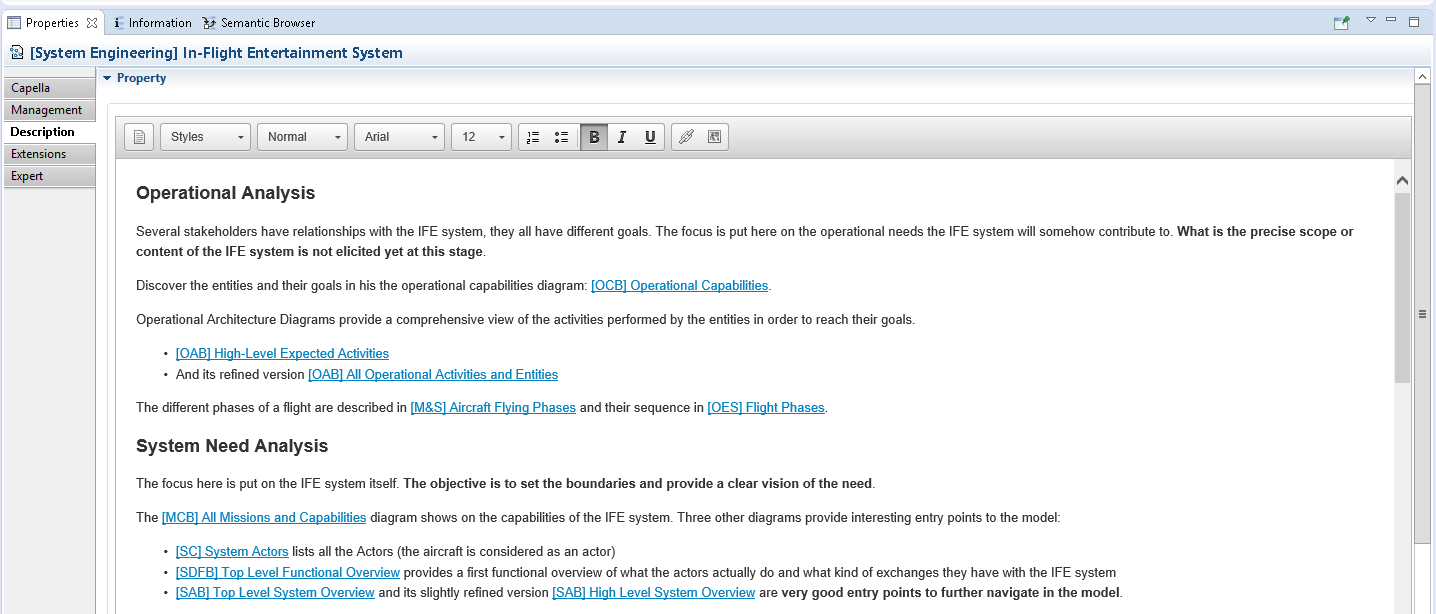 Properties Information Semantic Browser
[System Engineering] In-Flight Entertainment System
Capella
Management
Description
Extensions
Expert
Property
Styles Normal Arial 12 B I U
Operational Analysis
Several stakeholders have relationships with the IFE system, they all have different goals. The focus is put here on the operational needs the IFE system will somehow contribute to. What is the precise scope or
content of the IFE system is not elicited yet at this stage.
Discover the entities and their goals in his the operational capabilities diagram: [OCB] Operational Capabilities.
Operational Architecture Diagrams provide a comprehensive view of the activities performed by the entities in order to reach their goals.
• [OAB] High-Level Expected Activities
• And its refined version [OAB] All Operational Activities and Entities
The different phases of a flight are described in [M&S] Aircraft Flying Phases and their sequence in [OES] Flight Phases.
System Need Analysis
The focus here is put on the IFE system itself. The objective is to set the boundaries and provide a clear vision of the need.
The [MCB] All Missions and Capabilities diagram shows on the capabilities of the IFE system. Three other diagrams provide interesting entry points to the model:
• [SC] System Actors lists all the Actors (the aircraft is considered as an actor)
• [SDFB] Top Level Functional Overview provides a first functional overview of what the actors actually do and what kind of exchanges they have with the IFE system
• [SAB] Top Level System Overview and its slightly refined version [SAB] High Level System Overview are very good entry points to further navigate in the model.